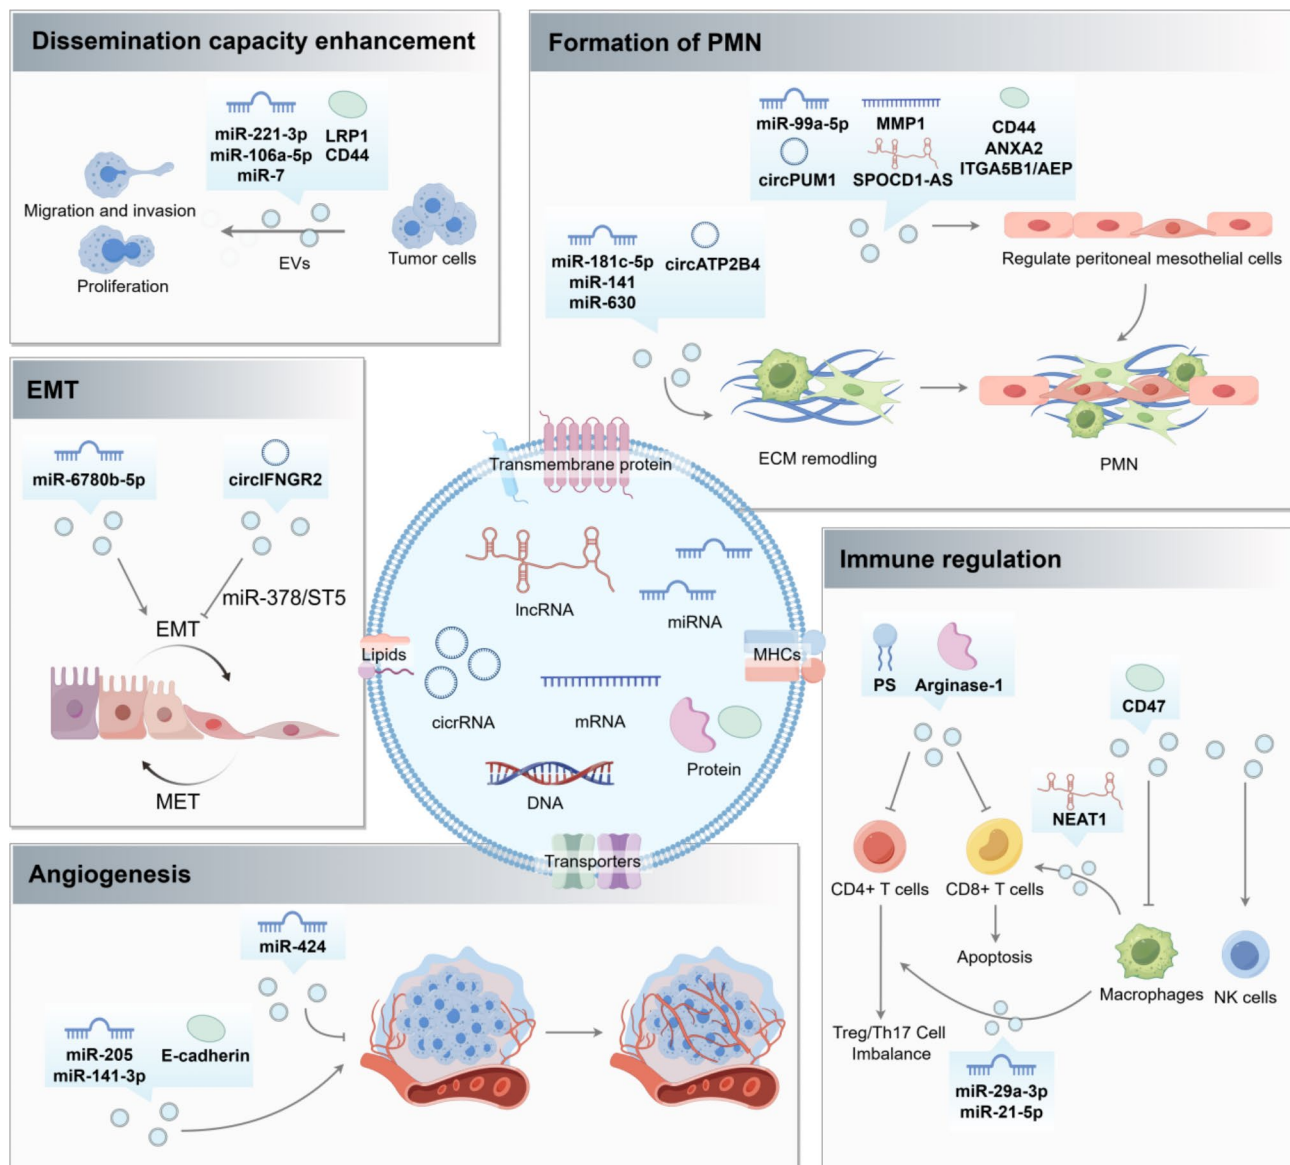 Dissemination capacity enhancement
miR-221-3p
miR-106a-5p
miR-7
LRP1
CD44
Migration and invasion
Proliferation
EVs
Tumor cells
Formation of PMN
miR-99a-5p
MMP1
CD44
ANXA2
ITGA5B1/AEP
circPUM1
SPOCD1-AS
miR-181c-5p
miR-141
miR-630
circATP2B4
Regulate peritoneal mesothelial cells
ECM remodling
PMN
EMT
miR-6780b-5p
circIFNGR2
miR-378/ST5
EMT
MET
Transmembrane protein
lncRNA
miRNA
Lipids
MHCs
cicrRNA
mRNA
Protein
DNA
Transporters
Immune regulation
PS
Arginase-1
CD47
NEAT1
CD4+ T cells
CD8+ T cells
Apoptosis
Macrophages
NK cells
Treg/Th17 Cell
Imbalance
miR-29a-3p
miR-21-5p
Angiogenesis
miR-424
miR-205
miR-141-3p
E-cadherin